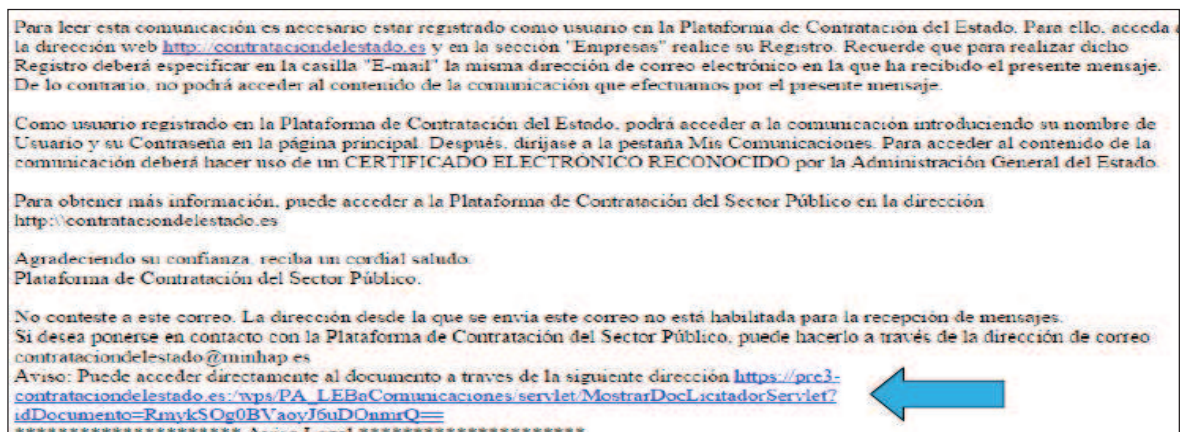 Para leer esta comunicación es necesario estar registrado como usuario en la Plataforma de Contratación del Estado. Para ello, acceda a
la dirección web http://contrataciondelestado.es y en la sección "Empresas" realice su Registro. Recuerde que para realizar dicho
Registro deberá especificar en la casilla "E-mail" la misma dirección de correo electrónico en la que ha recibido el presente mensaje.
De lo contrario, no podrá acceder al contenido de la comunicación que efectuamos por el presente mensaje.
Como usuario registrado en la Plataforma de Contratación del Estado, podrá acceder a la comunicación introduciendo su nombre de
Usuario y su Contraseña en la página principal. Después, diríjase a la pestaña Mis Comunicaciones. Para acceder al contenido de la
comunicación deberá hacer uso de un CERTIFICADO ELECTRÓNICO RECONOCIDO por la Administración General del Estado.
Para obtener más información, puede acceder a la Plataforma de Contratación del Sector Público en la dirección
http:\\contrataciondelestado.es
Agradeciendo su confianza, reciba un cordial saludo.
Plataforma de Contratación del Sector Público.
No conteste a este correo. La dirección desde la que se envia este correo no está habilitada para la recepción de mensajes.
Si desea ponerse en contacto con la Plataforma de Contratación del Sector Público, puede hacerlo a través de la dirección de correo
contrataciondelestado@minhap.es
Aviso: Puede acceder directamente al documento a traves de la siguiente dirección https://pre3-
contrataciondelestado.es:/wps/PA_LEBaComunicaciones/servlet/MostrarDocLicitadorServlet?
idDocumento=RmykSOg0BVaoyJ6uDOnmrQ==
********************* Aviso Legal **********************